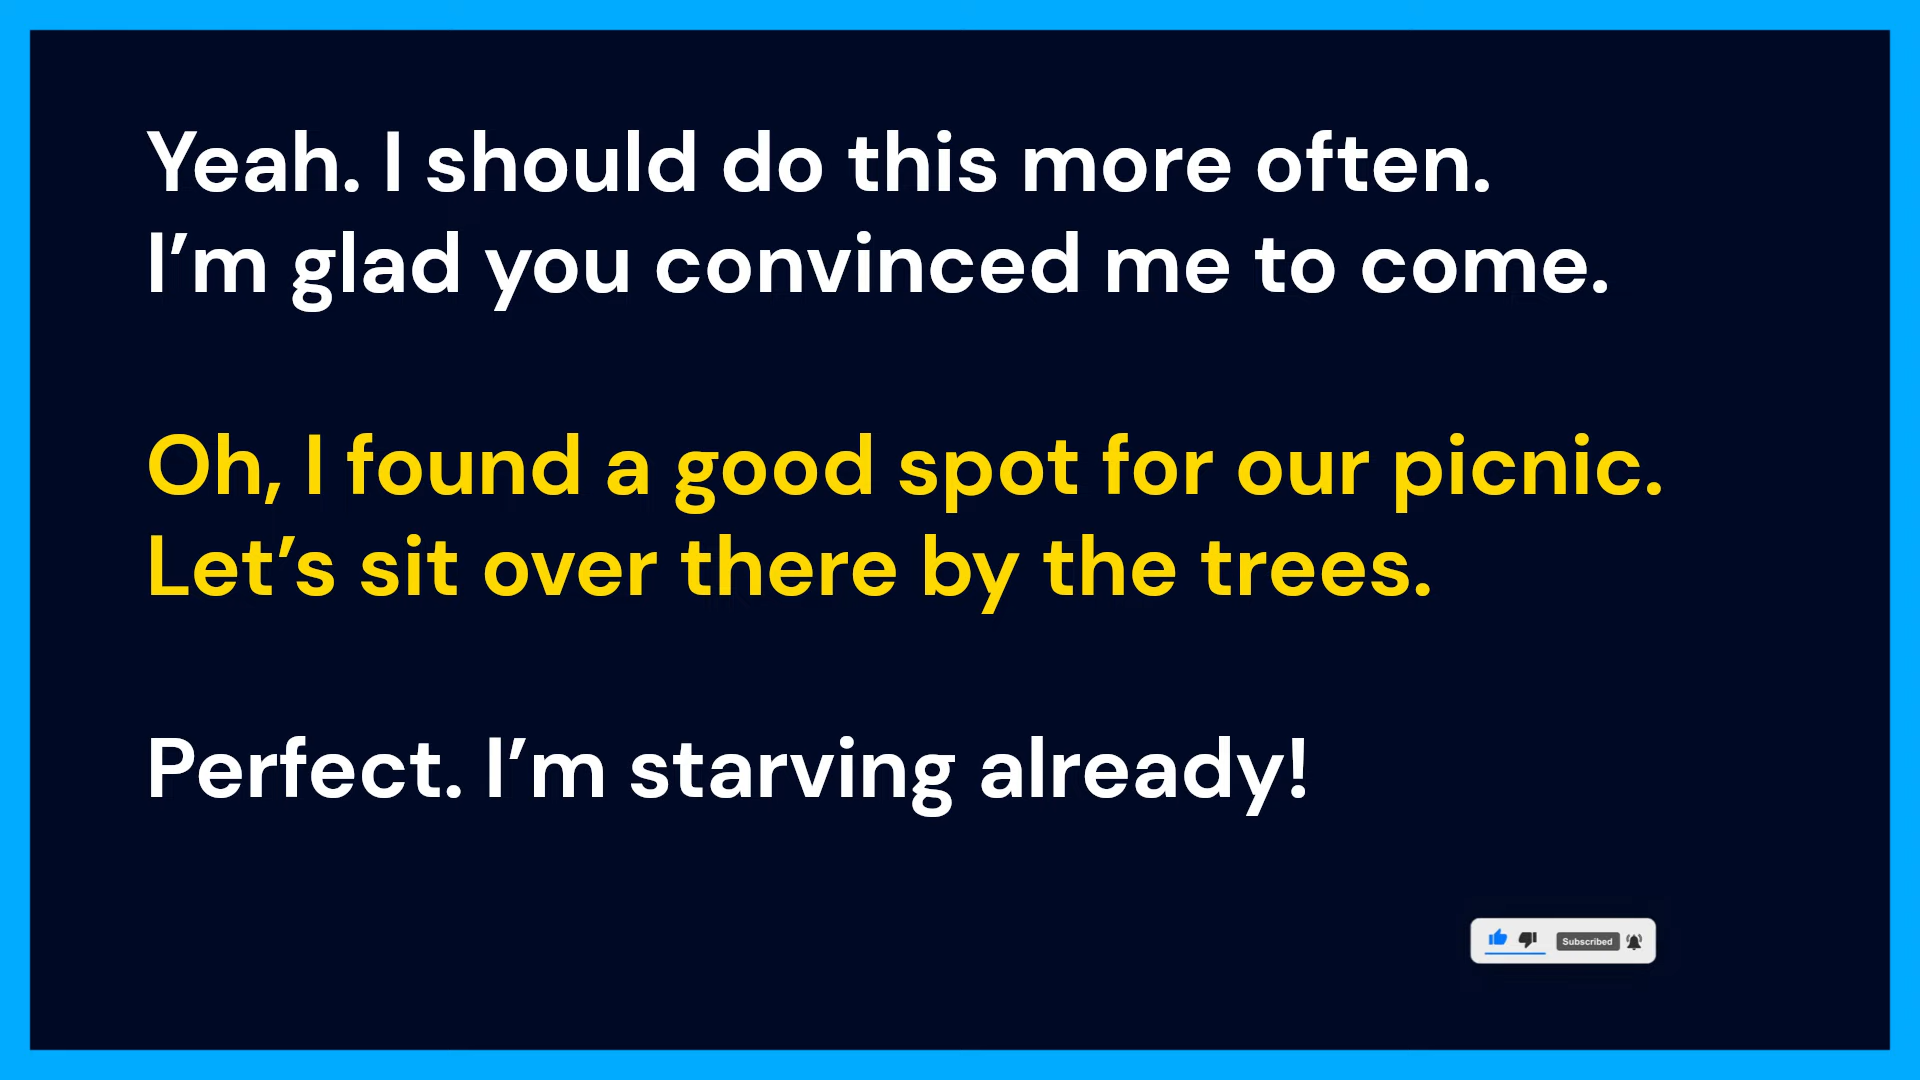 Yeah. I should do this more often.
I’m glad you convinced me to come.
Oh, I found a good spot for our picnic.
Let’s sit over there by the trees.
Perfect. I’m starving already!
Subscribed